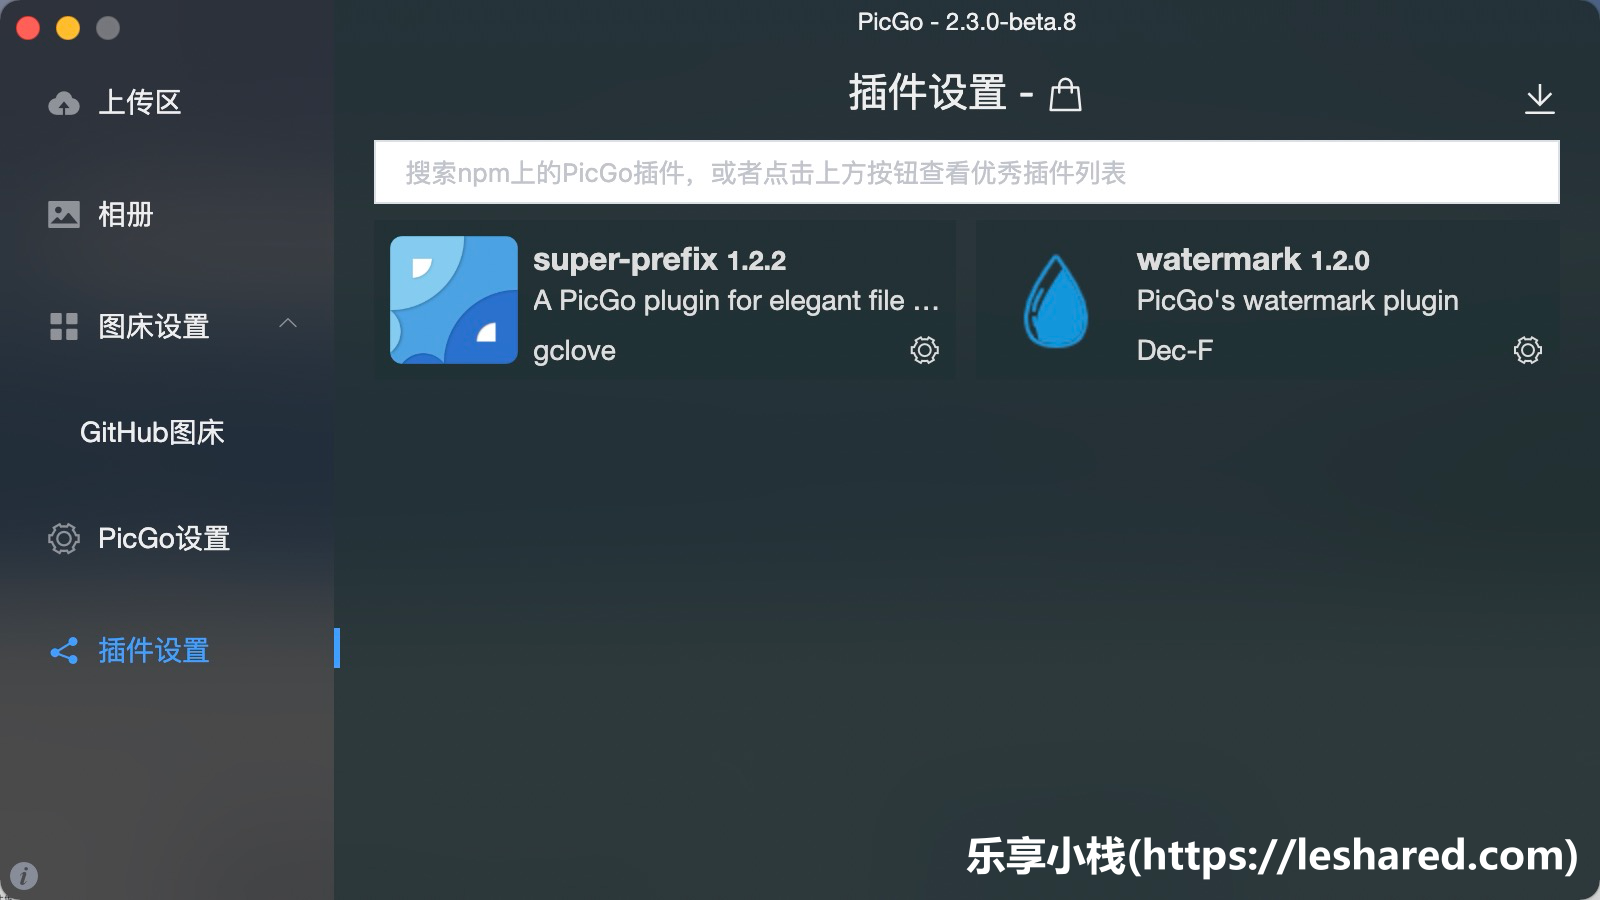 PicGo - 2.3.0-beta.8
上传区
相册
图床设置
GitHub图床
PicGo设置
插件设置
插件设置 -
搜索npm上的PicGo插件，或者点击上方按钮查看优秀插件列表
super-prefix 1.2.2
A PicGo plugin for elegant file ...
gclove
watermark 1.2.0
PicGo's watermark plugin
Dec-F
乐享小栈(https://leshared.com)